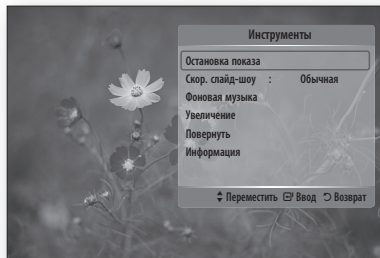 Инструменты
Остановка показа
Скор. слайд-шоу : Обычная
Фоновая музыка
Увеличение
Повернуть
Информация
Переместить Ввод Возврат